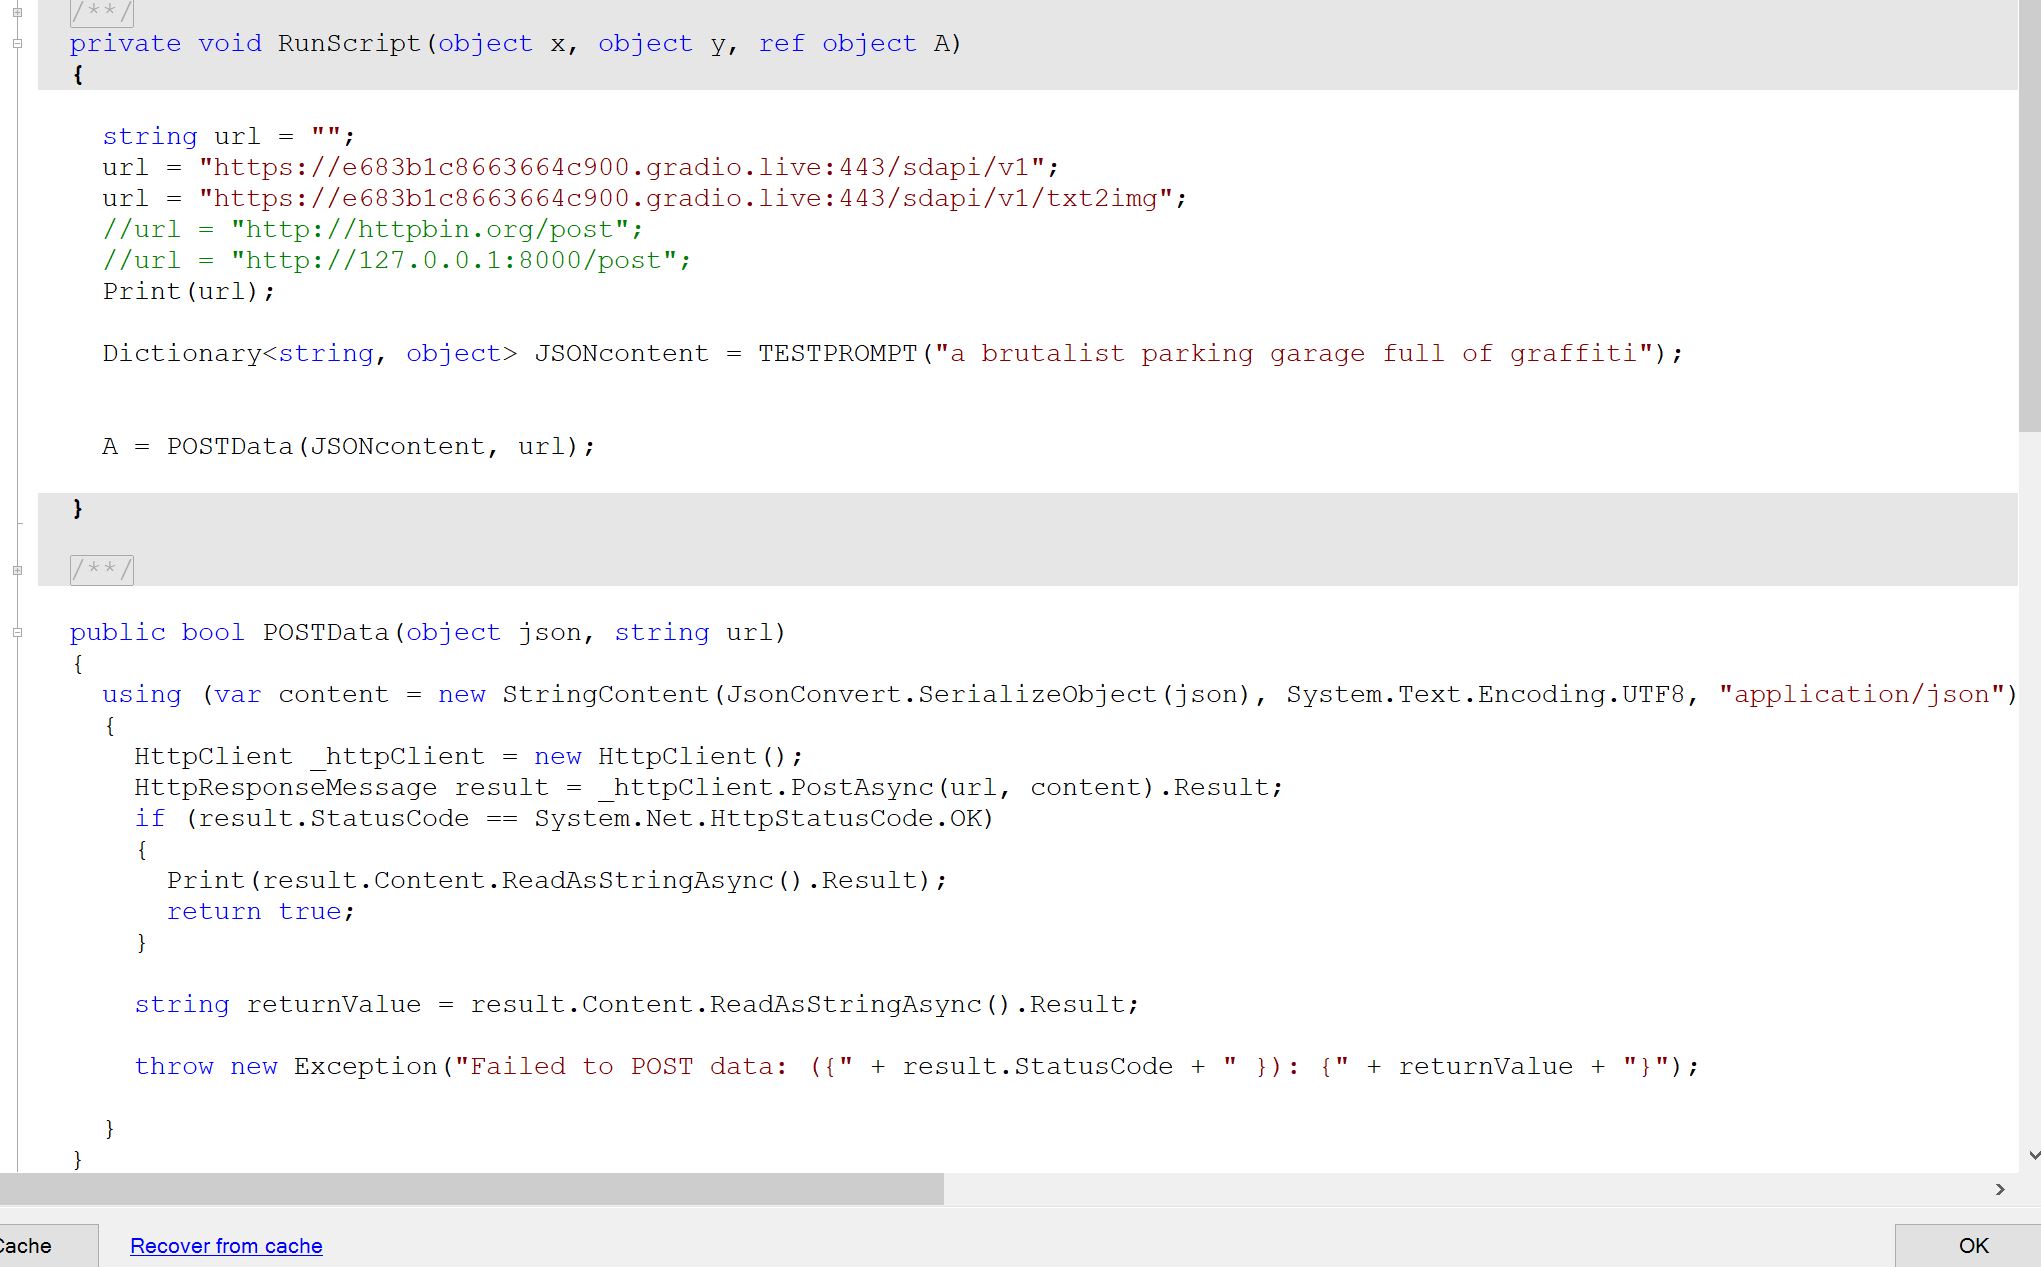 /**/
private void RunScript(object x, object y, ref object A)
{
string url = "";
url = "https://e683b1c8663664c900.gradio.live:443/sdapi/v1";
url = "https://e683b1c8663664c900.gradio.live:443/sdapi/v1/txt2img";
//url = "http://httpbin.org/post";
//url = "http://127.0.0.1:8000/post";
Print(url);
Dictionary<string, object> JSONcontent = TESTPROMPT("a brutalist parking garage full of graffiti");
A = POSTData(JSONcontent, url);
}
/**/
public bool POSTData(object json, string url)
{
using (var content = new StringContent(JsonConvert.SerializeObject(json), System.Text.Encoding.UTF8, "application/json")
{
HttpClient _httpClient = new HttpClient();
HttpResponseMessage result = _httpClient.PostAsync(url, content).Result;
if (result.StatusCode == System.Net.HttpStatusCode.OK)
{
Print(result.Content.ReadAsStringAsync().Result);
return true;
}
string returnValue = result.Content.ReadAsStringAsync().Result;
throw new Exception("Failed to POST data: ({" + result.StatusCode + " }): {" + returnValue + "}");
}
}
Cache Recover from cache OK